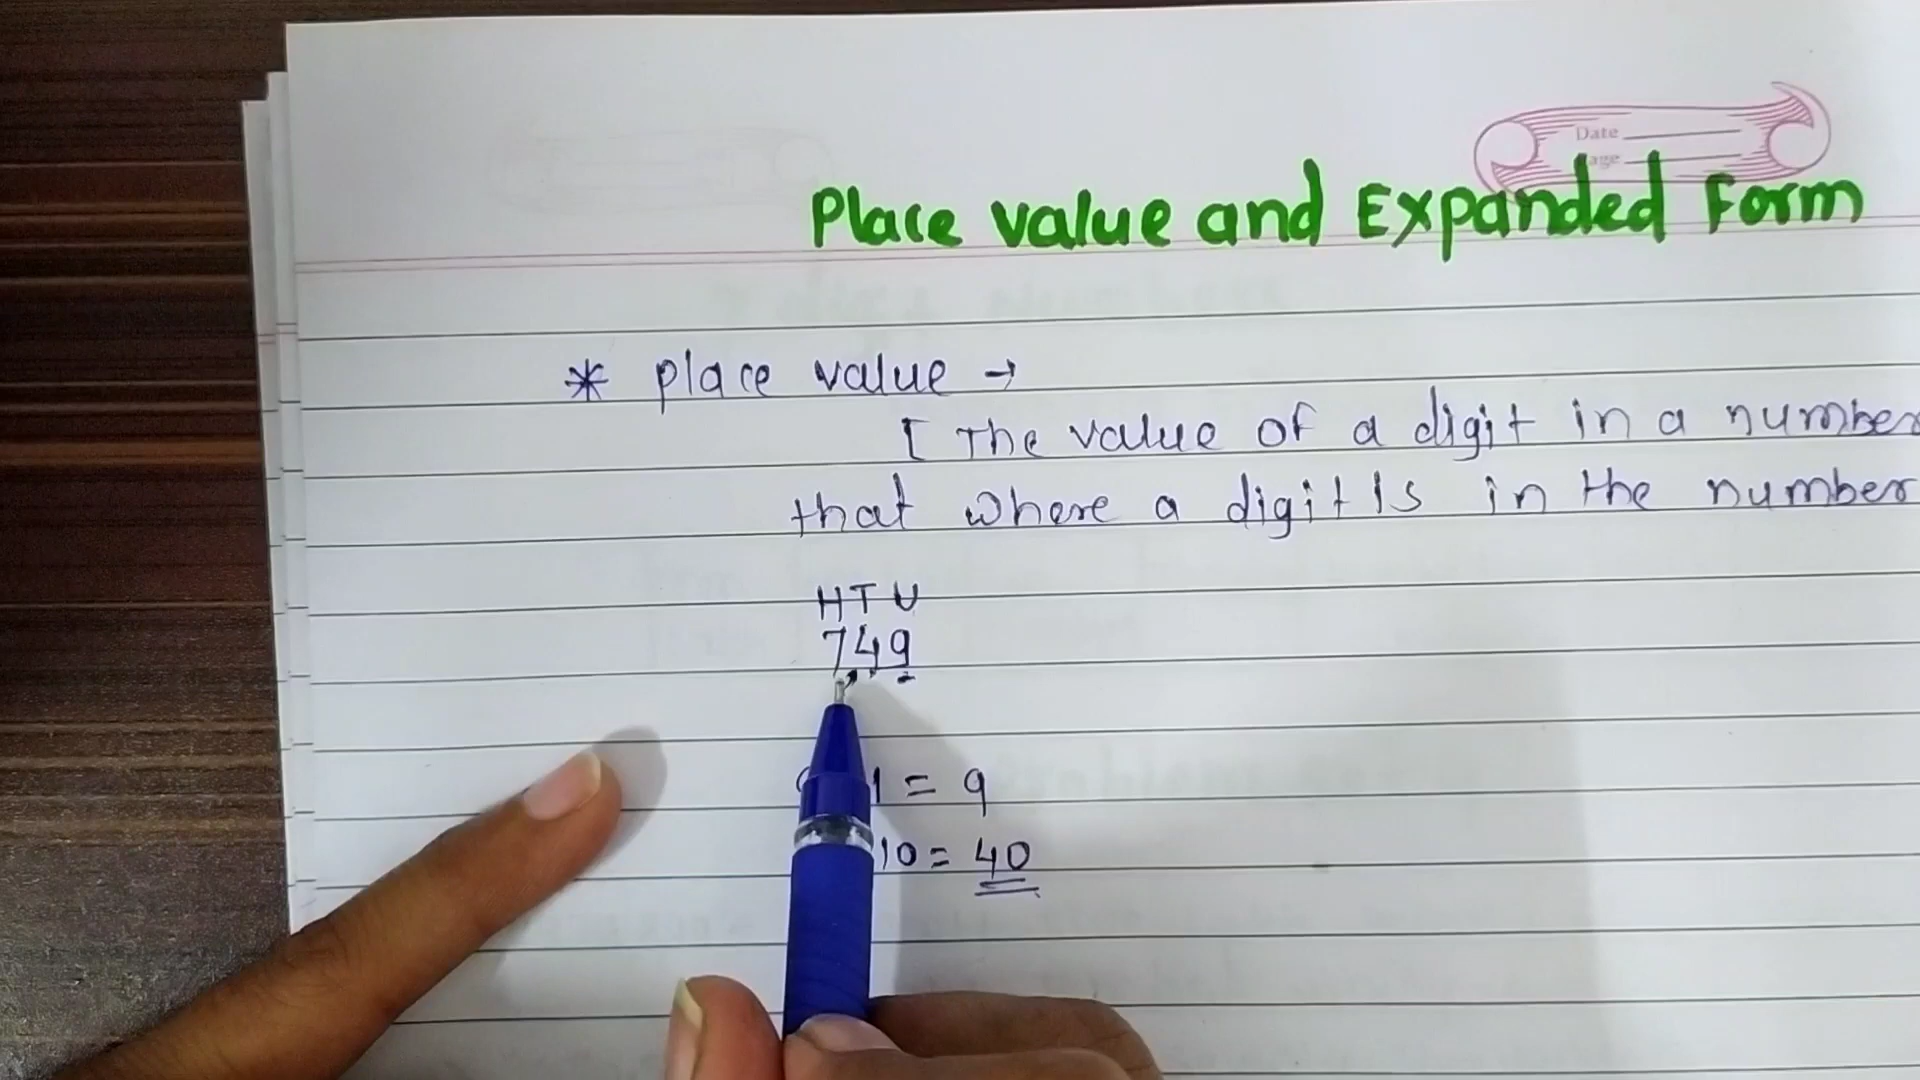 Date
Place value and Expanded Form
* place value →
[ The value of a digit in a number
that where a digit is in the number
H T U
749
1 = 9
10 = 40